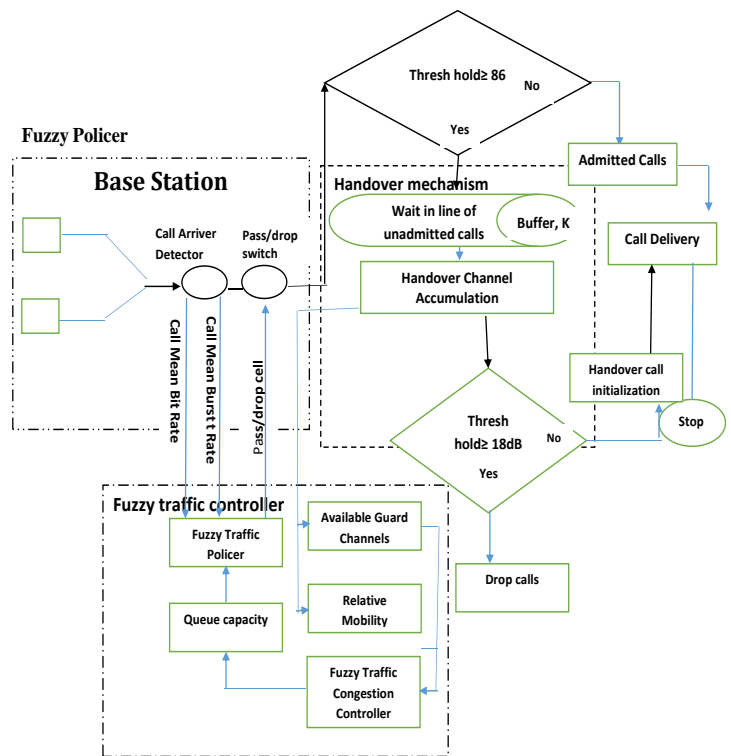 Thresh hold≥ 86
No
Yes
Fuzzy Policer
Base Station
Call Arriver
Detector
Pass/drop
switch
Admitted Calls
Handover mechanism
Wait in line of
unadmitted calls
Buffer, K
Call Delivery
Handover Channel
Accumulation
Call Mean Bit Rate
Call Mean Burst t Rate
Pass/drop cell
Handover call
initialization
Stop
Thresh
hold≥ 18dB
No
Yes
Fuzzy traffic controller
Fuzzy Traffic
Policer
Available Guard
Channels
Drop calls
Queue capacity
Relative
Mobility
Fuzzy Traffic
Congestion
Controller